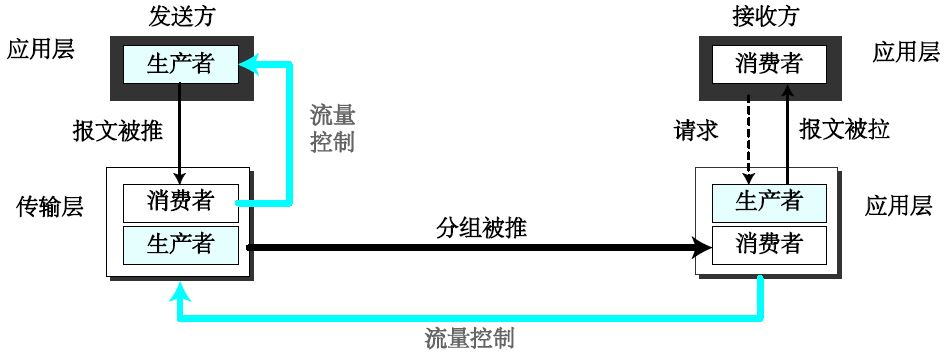 发送方
接收方
应用层
生产者
消费者
应用层
流量
控制
报文被推
请求
报文被拉
传输层
消费者
生产者
应用层
生产者
分组被推
消费者
流量控制